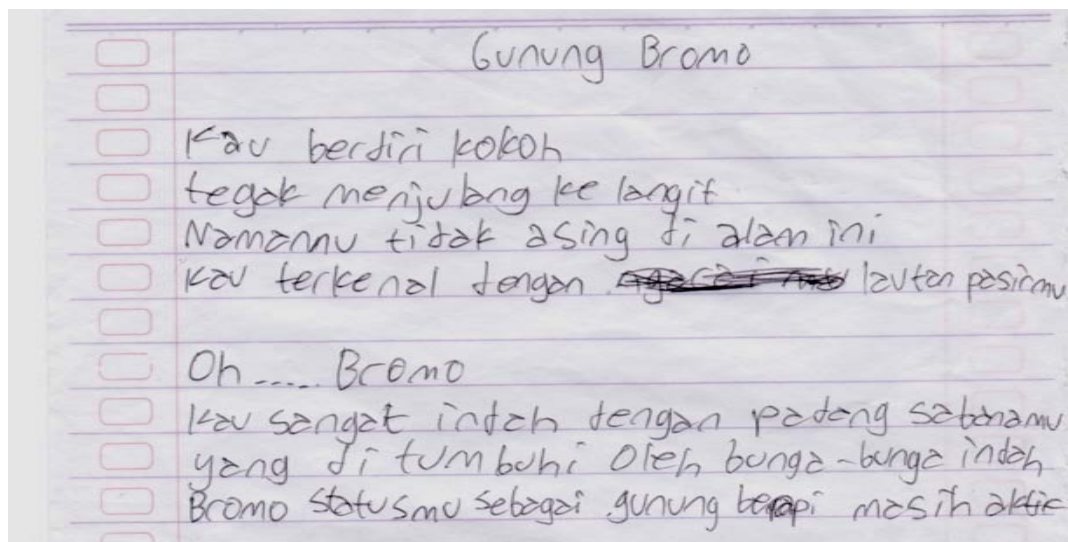 Gunung Bromo
Kau berdiri kokoh
tegak menjulang ke langit
Namamu tidak asing di alam ini
Kau terkenal dengan lautan pasirmu
Oh..... Bromo
Kau sangat indah dengan padang sabanamu
yang di tumbuhi oleh bunga-bunga indah
Bromo statusmu sebagai gunung berapi masih aktif